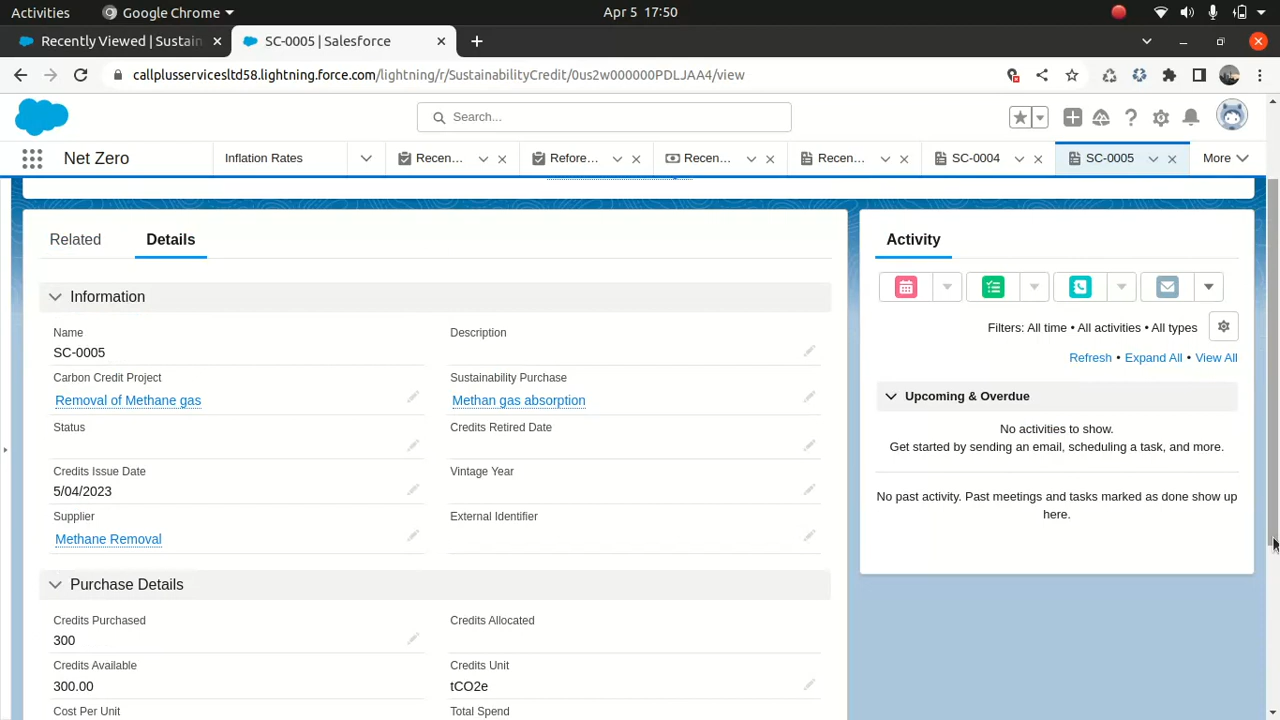 Activities Google Chrome Apr 5 17:50
Recently Viewed | Sustain SC-0005 | Salesforce
callplusservicesltd58.lightning.force.com/lightning/r/SustainabilityCredit/0us2w000000PDLJAA4/view
Search...
Net Zero Inflation Rates Recen... Refore... Recen... Recen... SC-0004 SC-0005 More
Related Details
Activity
Information
Filters: All time • All activities • All types
Name Description
SC-0005
Refresh • Expand All • View All
Carbon Credit Project Sustainability Purchase
Removal of Methane gas Methan gas absorption
Upcoming & Overdue
Status Credits Retired Date
No activities to show.
Get started by sending an email, scheduling a task, and more.
Credits Issue Date Vintage Year
5/04/2023
No past activity. Past meetings and tasks marked as done show up
here.
Supplier External Identifier
Methane Removal
Purchase Details
Credits Purchased Credits Allocated
300
Credits Available Credits Unit
300.00 tCO2e
Cost Per Unit Total Spend